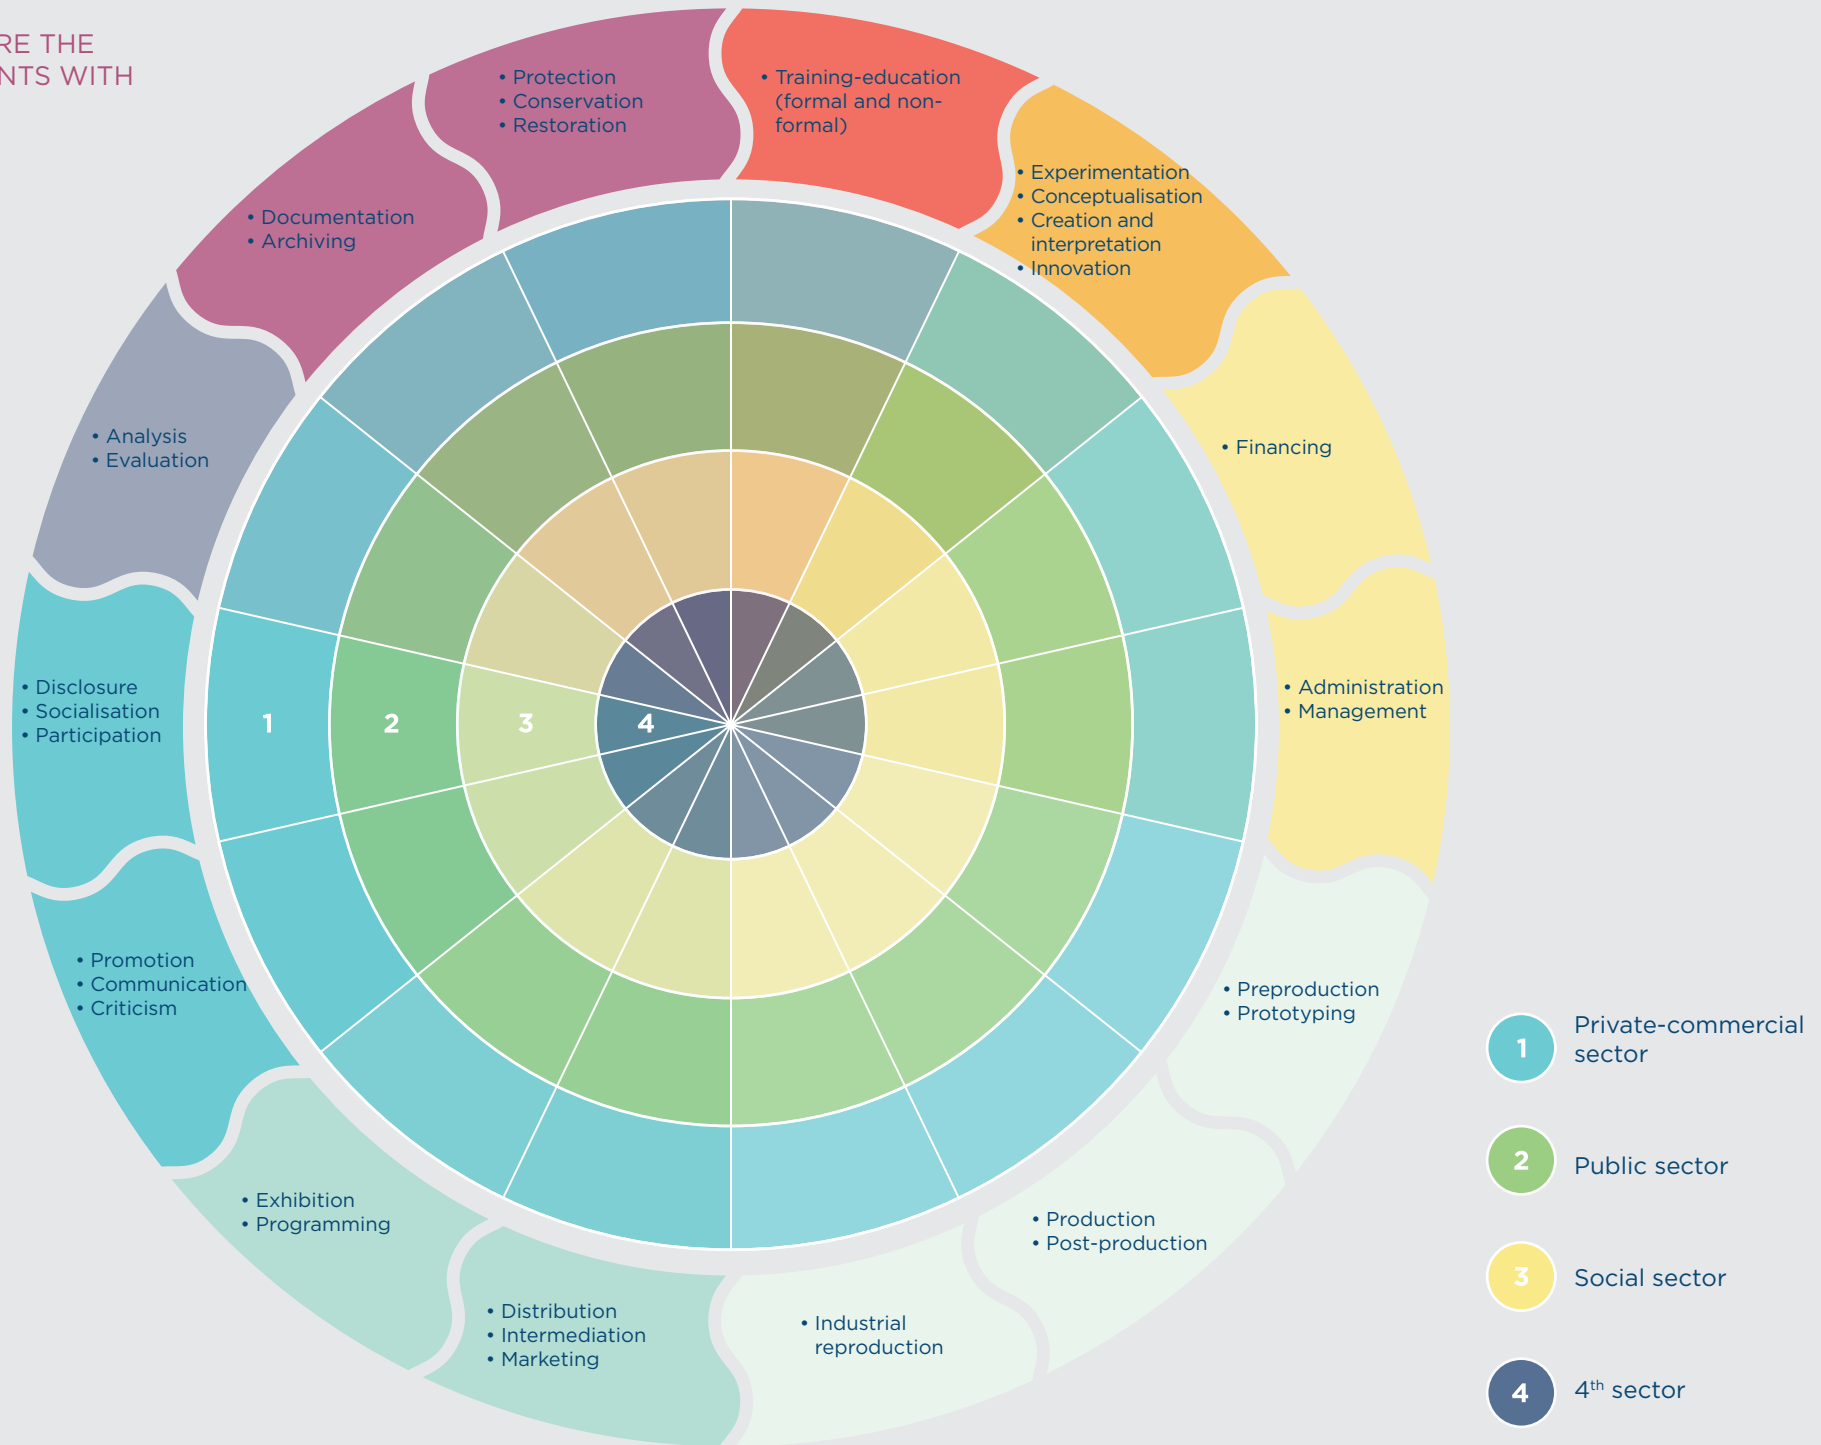 RE THE
NTS WITH
• Protection
• Conservation
• Restoration
• Training-education
(formal and non-
formal)
• Experimentation
• Conceptualisation
• Creation and
interpretation
• Innovation
• Documentation
• Archiving
• Financing
• Analysis
• Evaluation
• Administration
• Management
• Disclosure
• Socialisation
• Participation
1
2
3
4
• Promotion
• Communication
• Criticism
• Preproduction
• Prototyping
• Exhibition
• Programming
• Production
• Post-production
• Distribution
• Intermediation
• Marketing
• Industrial
reproduction
1 Private-commercial
sector
2 Public sector
3 Social sector
4 4th sector